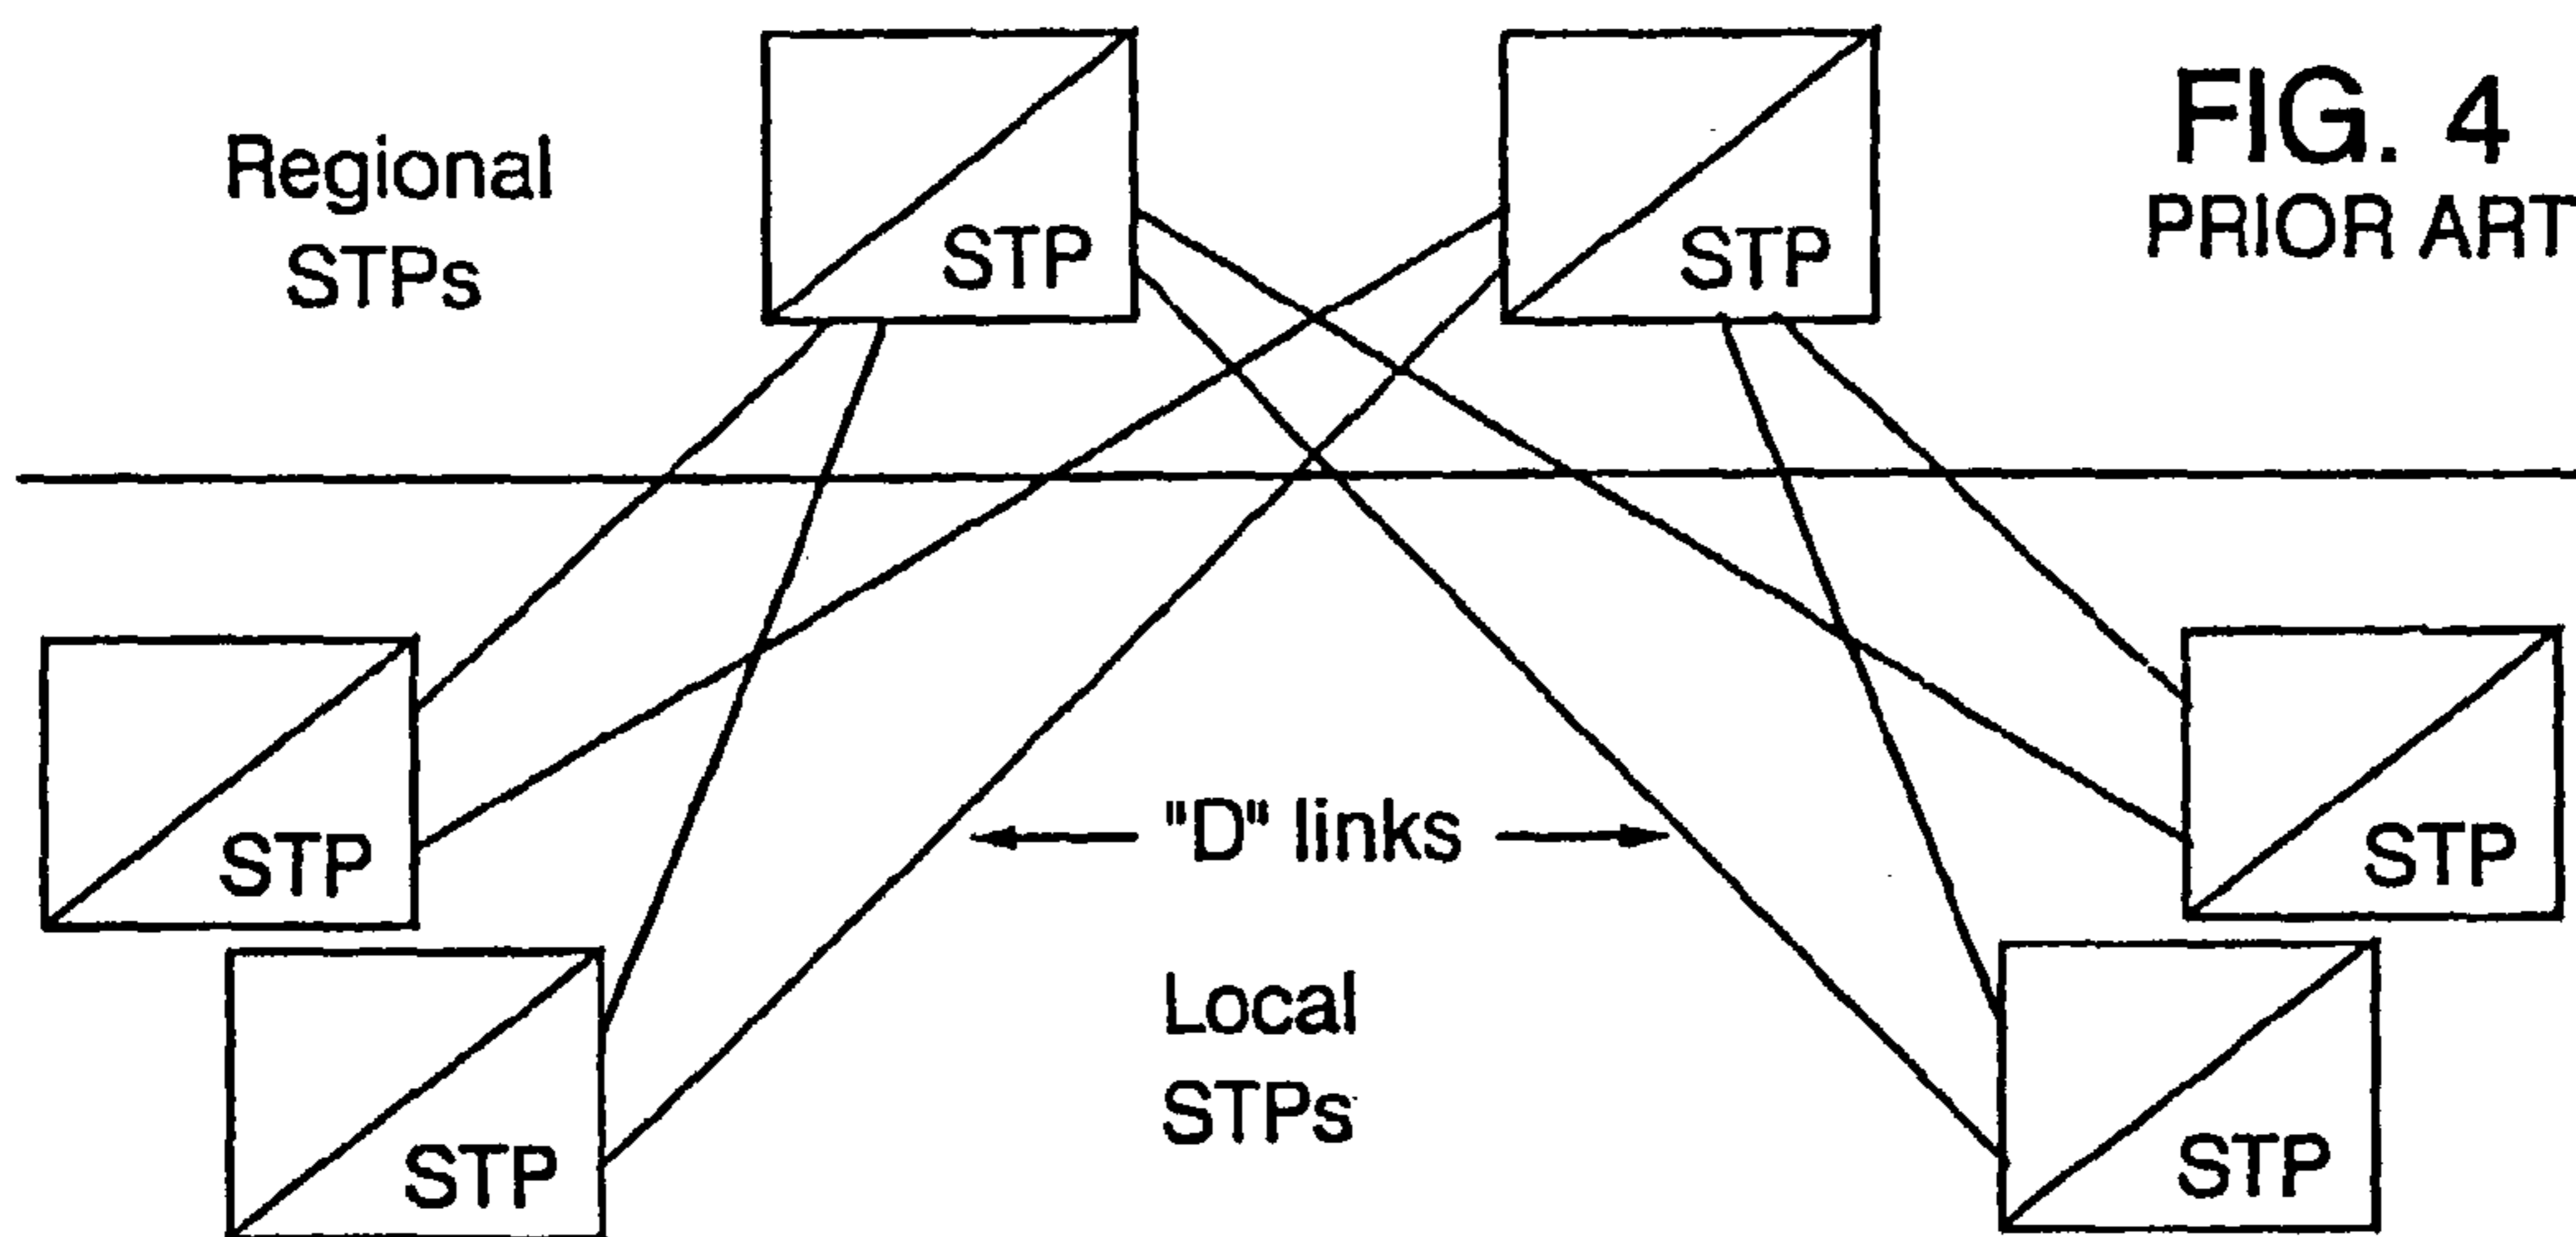 FIG. 4
PRIOR ART
Regional
STPs
STP
STP
STP
STP
"D" links
Local
STPs
STP
STP